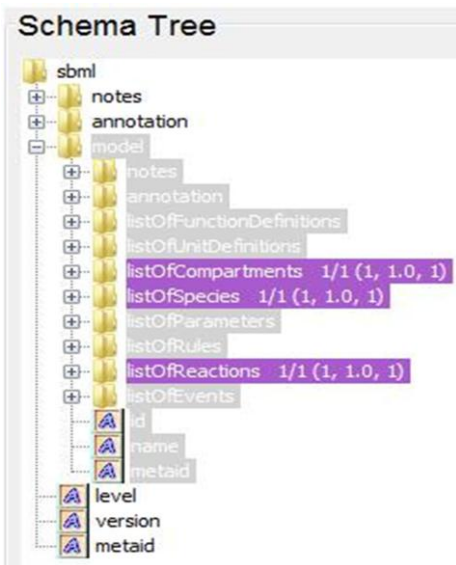 Schema Tree
sbml
notes
annotation
model
notes
annotation
listOfFunctionDefinitions
listOfUnitDefinitions
listOfCompartments 1/1 (1, 1.0, 1)
listOfSpecies 1/1 (1, 1.0, 1)
listOfParameters
listOfRules
listOfReactions 1/1 (1, 1.0, 1)
listOfEvents
id
name
metaid
level
version
metaid